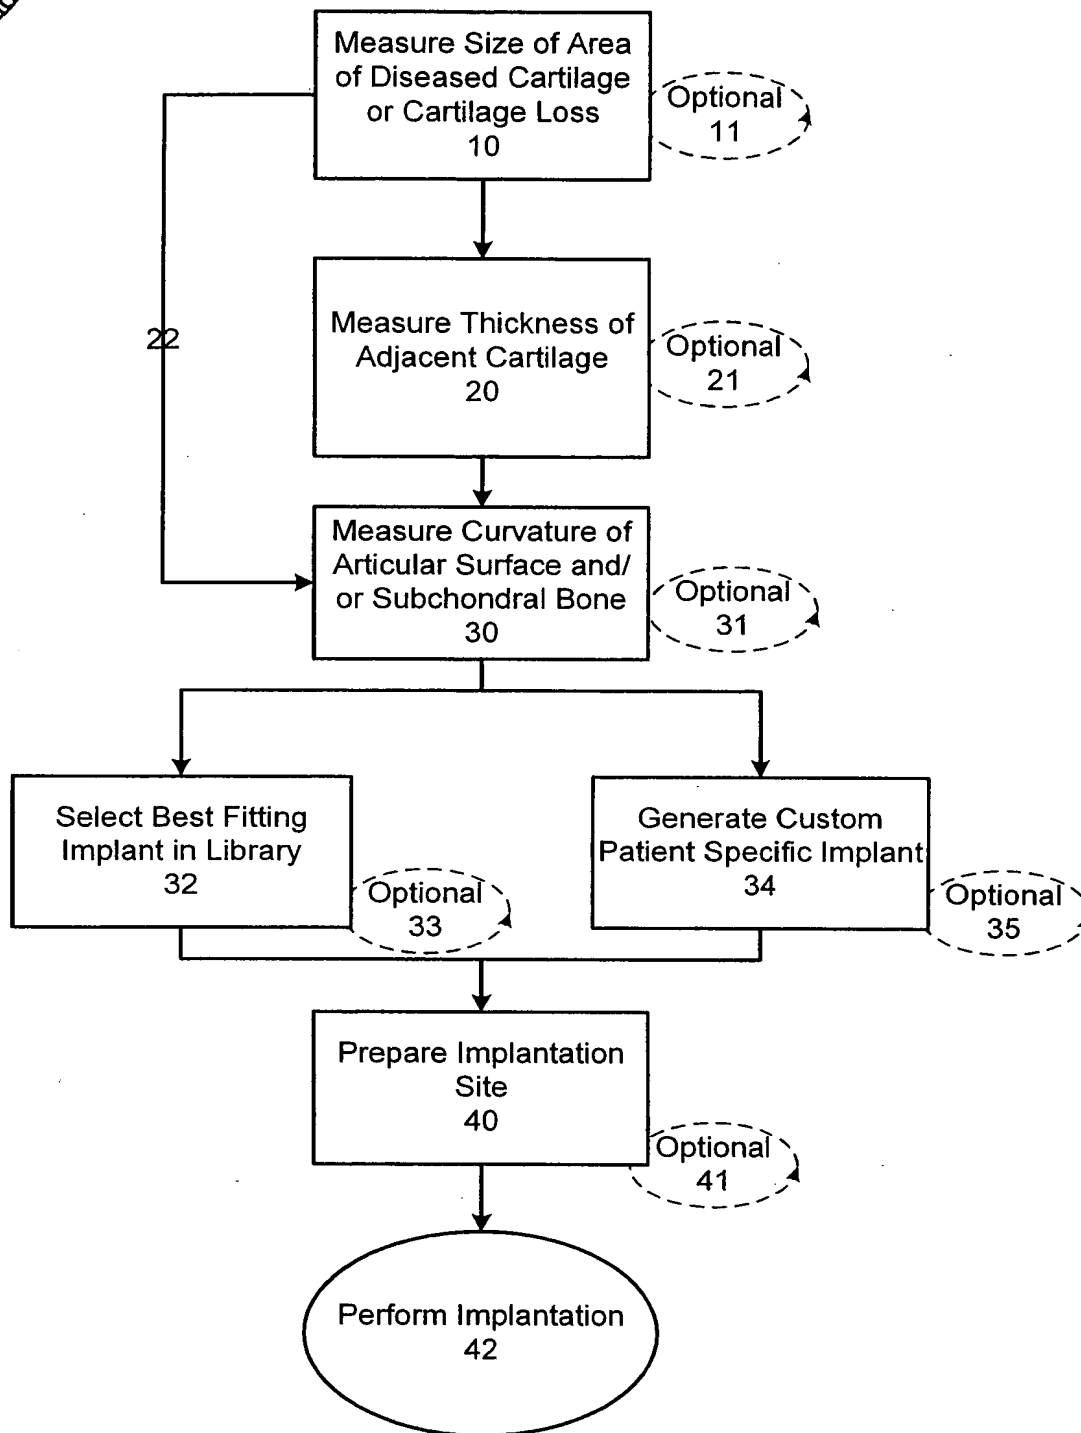 Measure Size of Area
of Diseased Cartilage
or Cartilage Loss
10
Optional
11
22
Measure Thickness of
Adjacent Cartilage
20
Optional
21
Measure Curvature of
Articular Surface and/
or Subchondral Bone
30
Optional
31
Select Best Fitting
Implant in Library
32
Optional
33
Generate Custom
Patient Specific Implant
34
Optional
35
Prepare Implantation
Site
40
Optional
41
Perform Implantation
42